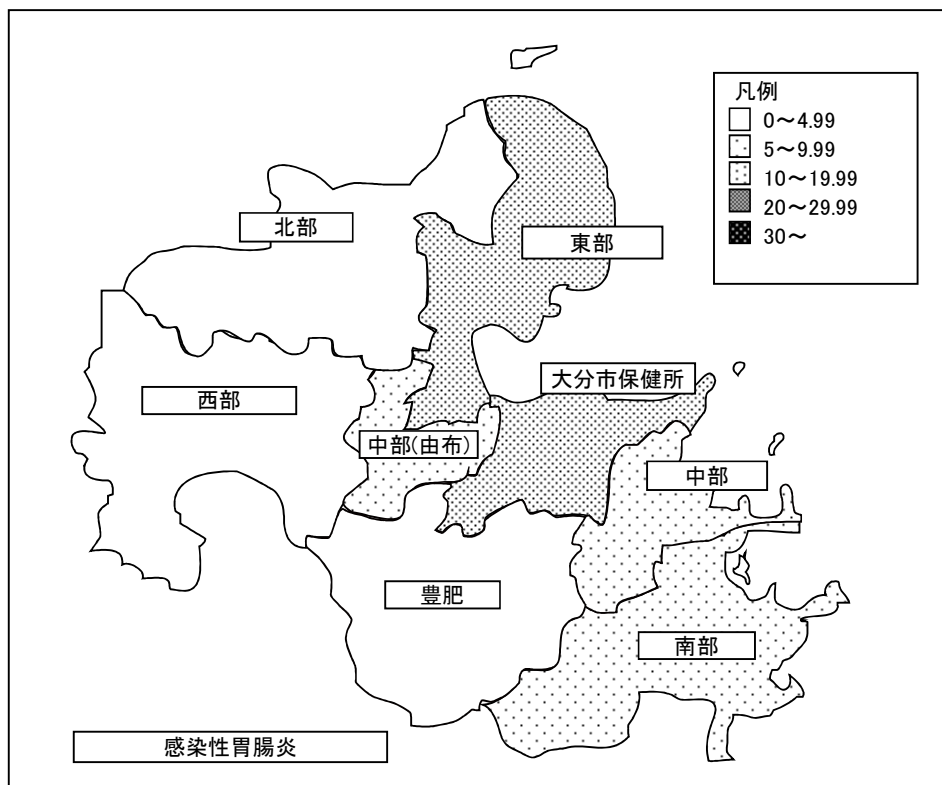 凡例
0～4.99
5～9.99
10～19.99
20～29.99
30～
北部
東部
大分市保健所
西部
中部(由布)
中部
豊肥
南部
感染性胃腸炎